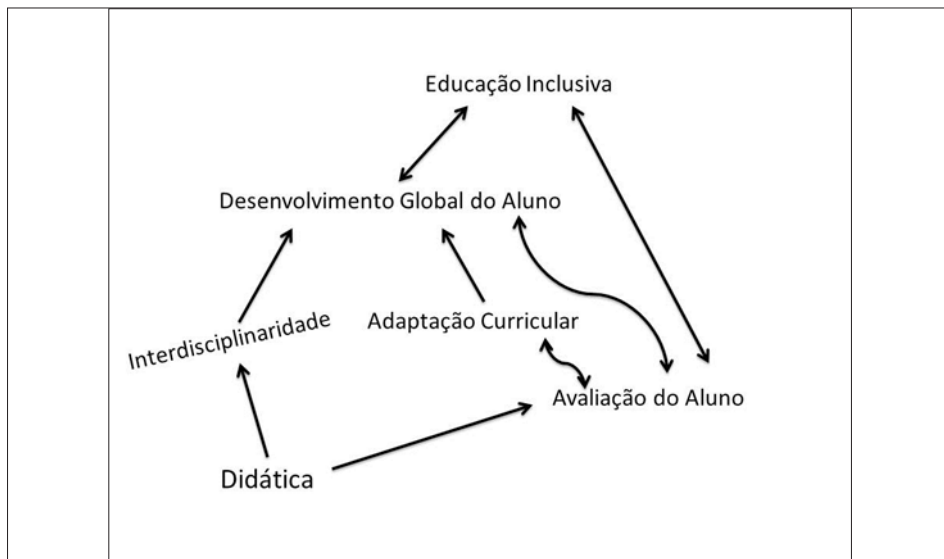 Educação Inclusiva
Desenvolvimento Global do Aluno
Interdisciplinaridade
Adaptação Curricular
Avaliação do Aluno
Didática